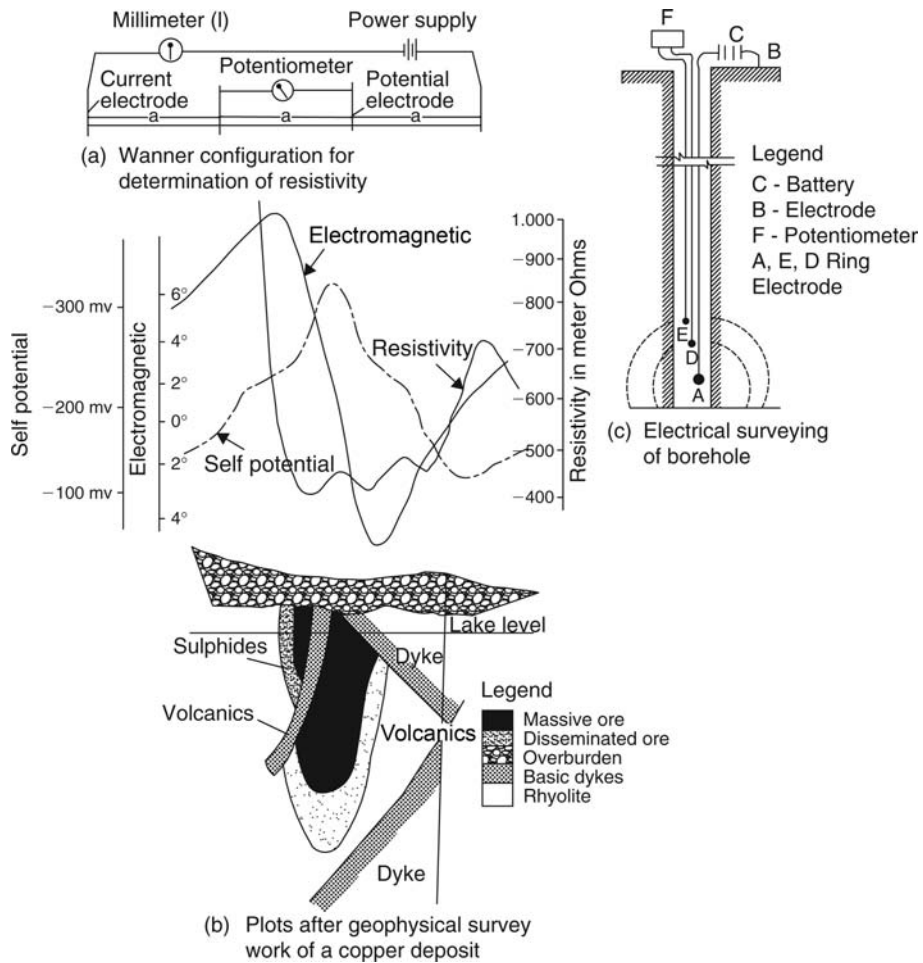 Millimeter (I)
Power supply
Potentiometer
Current
electrode
Potential
electrode
a
a
a
(a) Wanner configuration for
determination of resistivity
F
C
B
E
D
A
Legend
C - Battery
B - Electrode
F - Potentiometer
A, E, D Ring
Electrode
(c) Electrical surveying
of borehole
Self potential
−300 mv
−200 mv
−100 mv
Electromagnetic
6°
4°
2°
0°
2°
4°
Electromagnetic
Resistivity
Self potential
1.000
−900
−800
−700
−600
−500
−400
Resistivity in meter Ohms
Lake level
Sulphides
Dyke
Volcanics
Volcanics
Dyke
Legend
Massive ore
Disseminated ore
Overburden
Basic dykes
Rhyolite
(b) Plots after geophysical survey
work of a copper deposit